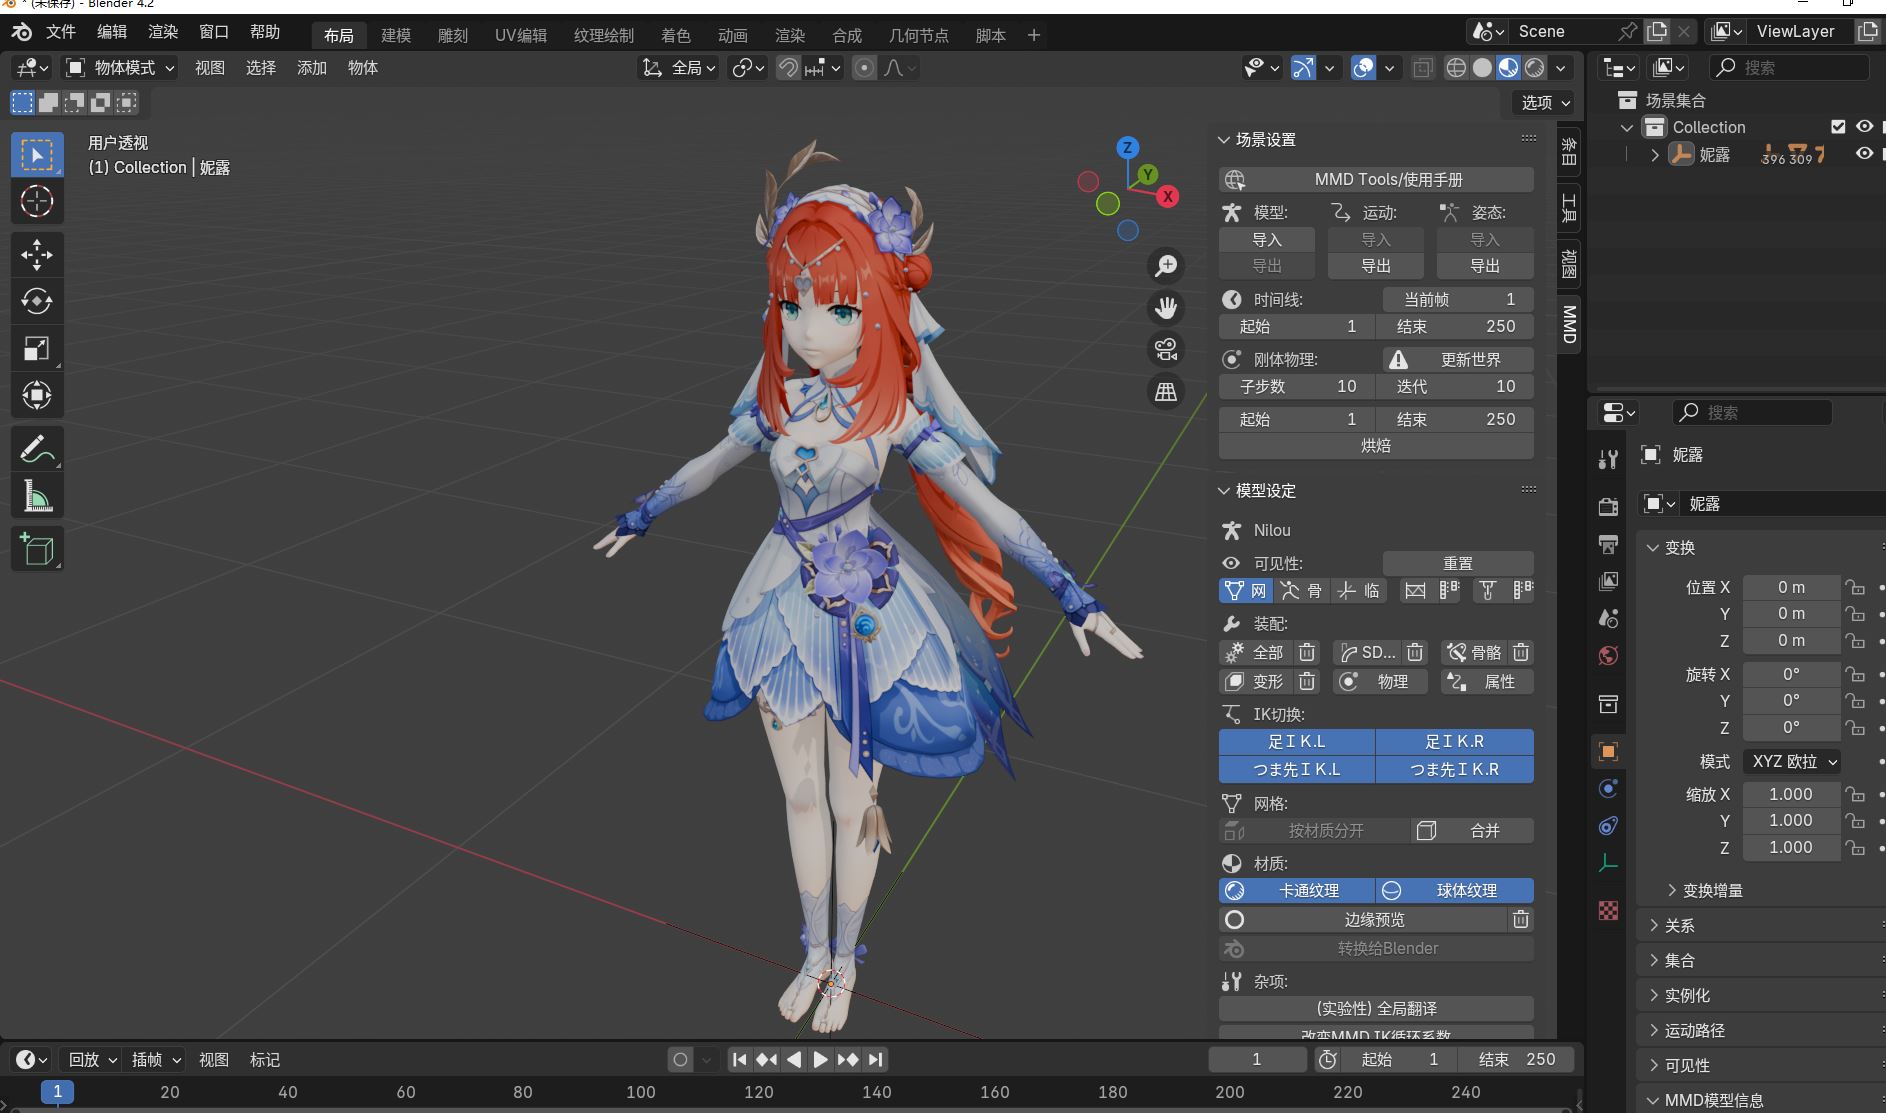 * (未保存) - Blender 4.2
文件 编辑 渲染 窗口 帮助 布局 建模 雕刻 UV编辑 纹理绘制 着色 动画 渲染 合成 几何节点 脚本 + Scene ViewLayer
物体模式 视图 选择 添加 物体 全局 搜索
选项
用户透视
(1) Collection | 妮露
Z
Y
X
场景设置
MMD Tools/使用手册
模型: 运动: 姿态:
导入 导入 导入
导出 导出 导出
时间线: 当前帧 1
起始 1 结束 250
刚体物理: 更新世界
子步数 10 迭代 10
起始 1 结束 250
烘焙
模型设定
Nilou
可见性: 重置
网 骨 临
装配:
全部 SD... 骨骼
变形 物理 属性
IK切换:
足ＩＫ.L 足ＩＫ.R
つま先ＩＫ.L つま先ＩＫ.R
网格:
按材质分开 合并
材质:
卡通纹理 球体纹理
边缘预览
转换给Blender
杂项:
(实验性) 全局翻译
改变MMD IK循环系数
条目
工具
视图
MMD
场景集合
Collection
妮露 396 309 7
搜索
妮露
妮露
变换
位置 X 0 m
Y 0 m
Z 0 m
旋转 X 0°
Y 0°
Z 0°
模式 XYZ 欧拉
缩放 X 1.000
Y 1.000
Z 1.000
变换增量
关系
集合
实例化
运动路径
可见性
MMD模型信息
回放 插帧 视图 标记 1 起始 1 结束 250
1 20 40 60 80 100 120 140 160 180 200 220 240